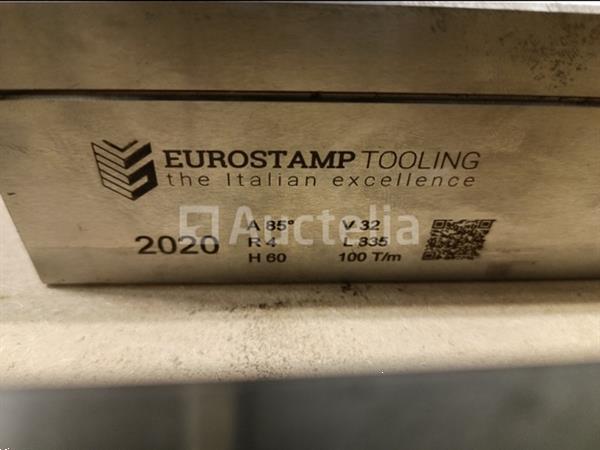 EUROSTAMP TOOLING
the Italian excellence
Auctelia
2020
A 85° V 32
R 4 L 835
H 60 100 T/m